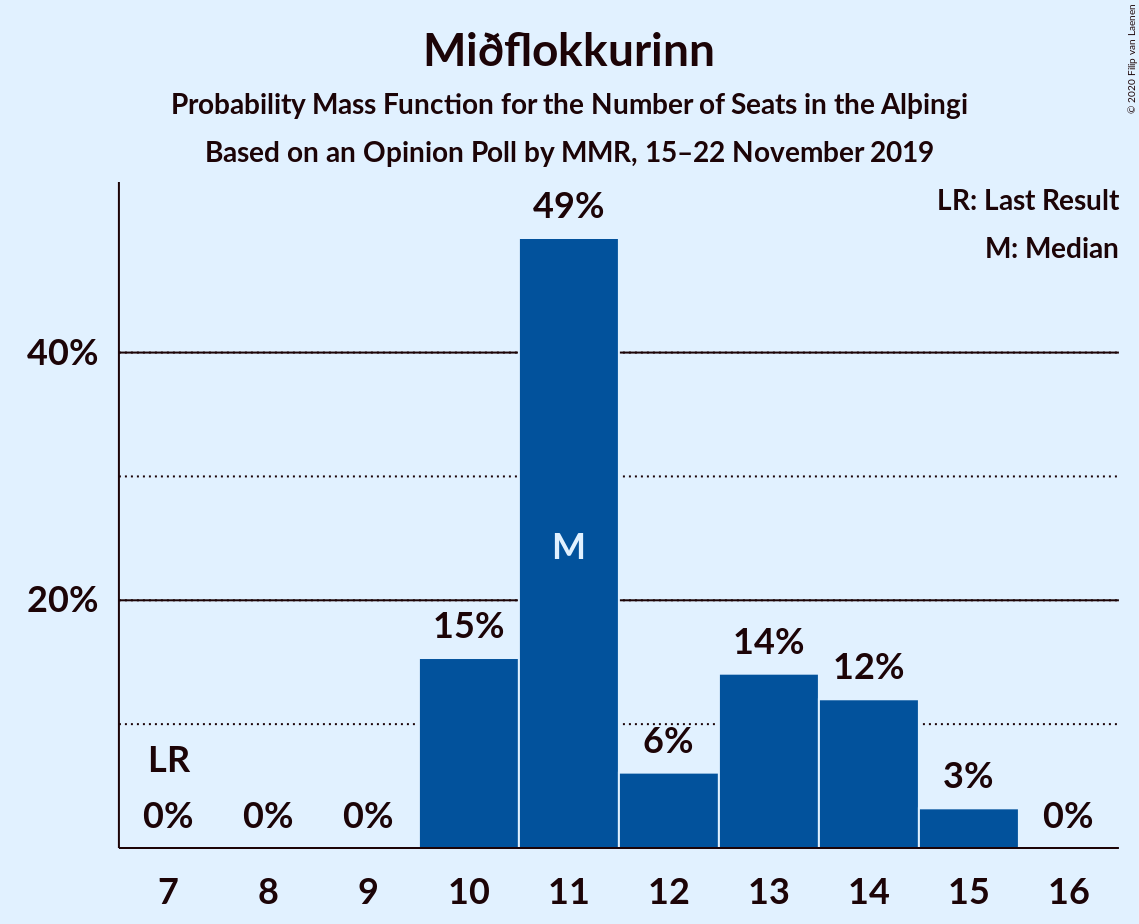 Miðflokkurinn
Probability Mass Function for the Number of Seats in the Alþingi
Based on an Opinion Poll by MMR, 15–22 November 2019
© 2020 Filip van Laenen
LR: Last Result
M: Median
49%
40%
M
20%
15%
14%
12%
6%
LR
3%
0%
0%
0%
0%
7
8
9
10
11
12
13
14
15
16